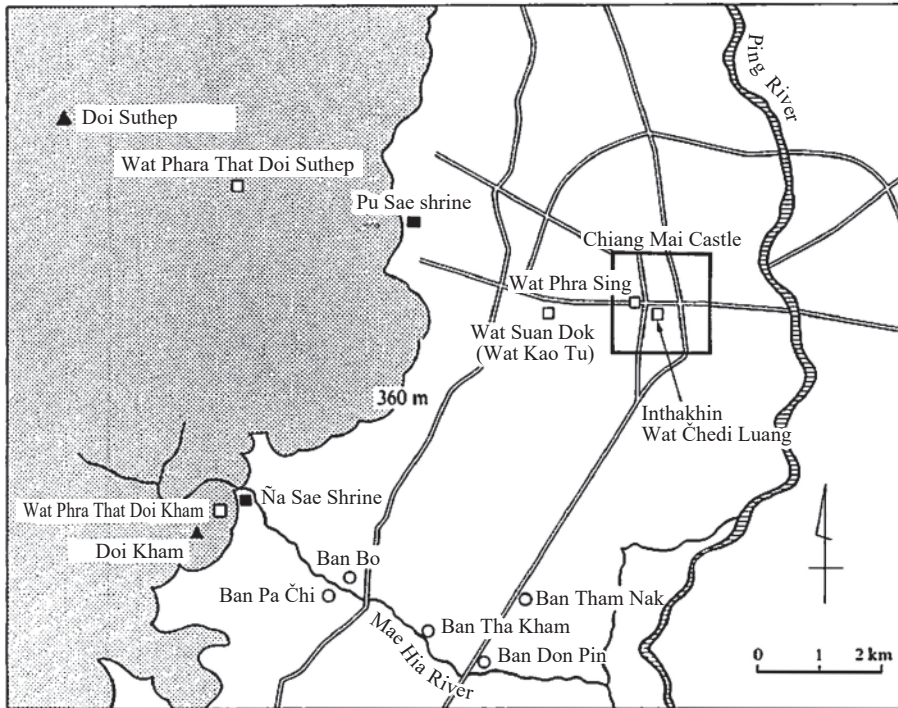 Ping River
Doi Suthep
Wat Phara That Doi Suthep
Pu Sae shrine
Chiang Mai Castle
Wat Phra Sing
Wat Suan Dok
(Wat Kao Tu)
360 m
Inthakhin
Wat Čhedi Luang
Ña Sae Shrine
Wat Phra That Doi Kham
Doi Kham
Ban Bo
Ban Pa Čhi
Ban Tham Nak
Ban Tha Kham
Mae Hia River
Ban Don Pin
0 1 2 km